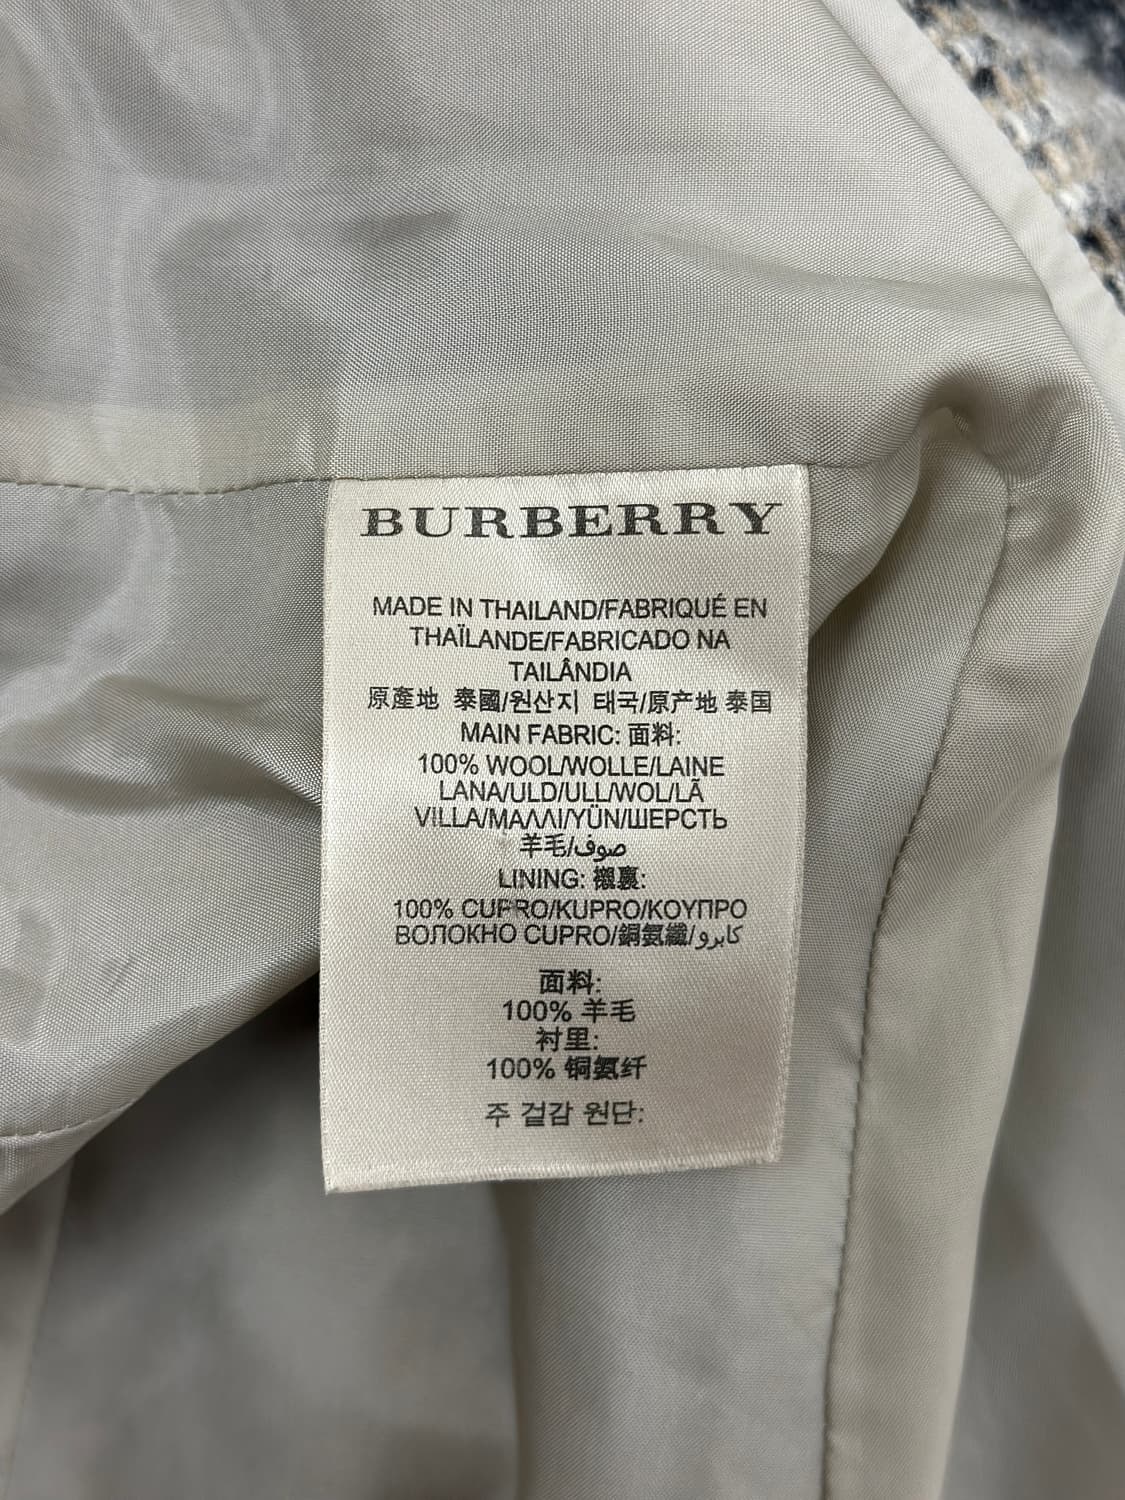 BURBERRY
MADE IN THAILAND/FABRIQUÉ EN
THAÏLANDE/FABRICADO NA
TAILÂNDIA
原產地 泰國/원산지 태국/原产地 泰国
MAIN FABRIC: 面料:
100% WOOL/WOLLE/LAINE
LANA/ULD/ULL/WOL/LÃ
VILLA/ΜΑΛΛΙ/YÜN/ШЕРСТЬ
羊毛/صوف
LINING: 襯裏:
100% CUPRO/KUPRO/ΚΟΥΠΡΟ
ВОЛОКНО CUPRO/銅氨纖/كابرو
面料:
100% 羊毛
衬里:
100% 铜氨纤
주 겉감 원단: